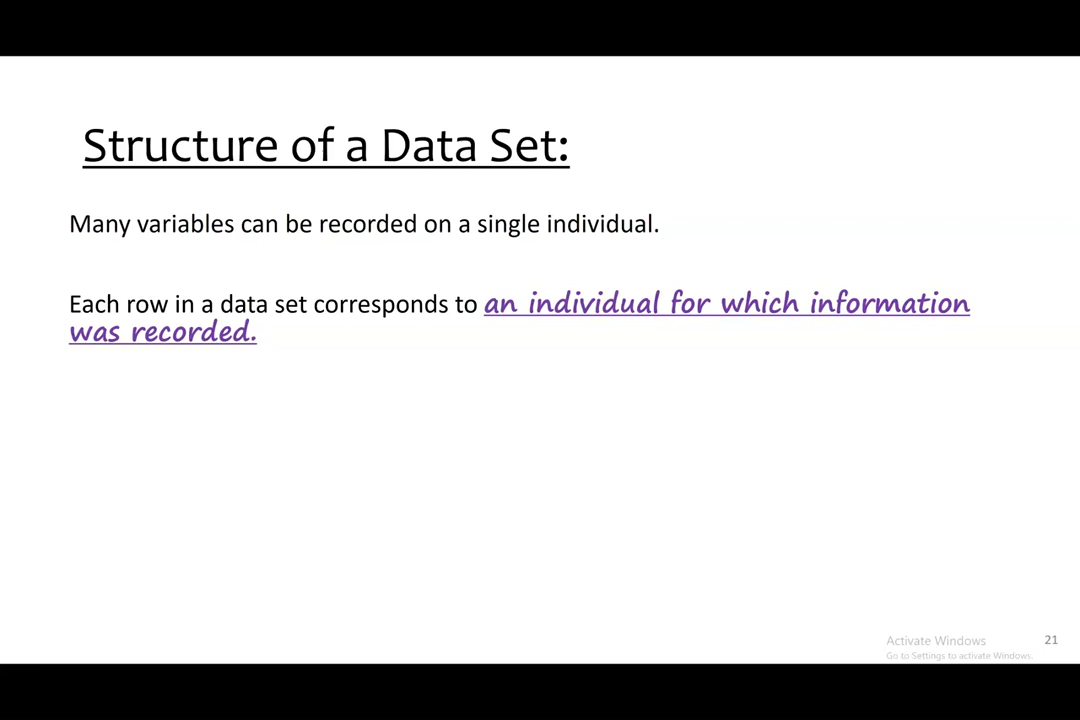 Structure of a Data Set:
Many variables can be recorded on a single individual.
Each row in a data set corresponds to an individual for which information
was recorded.
Activate Windows
21
Go to Settings to activate Windows.